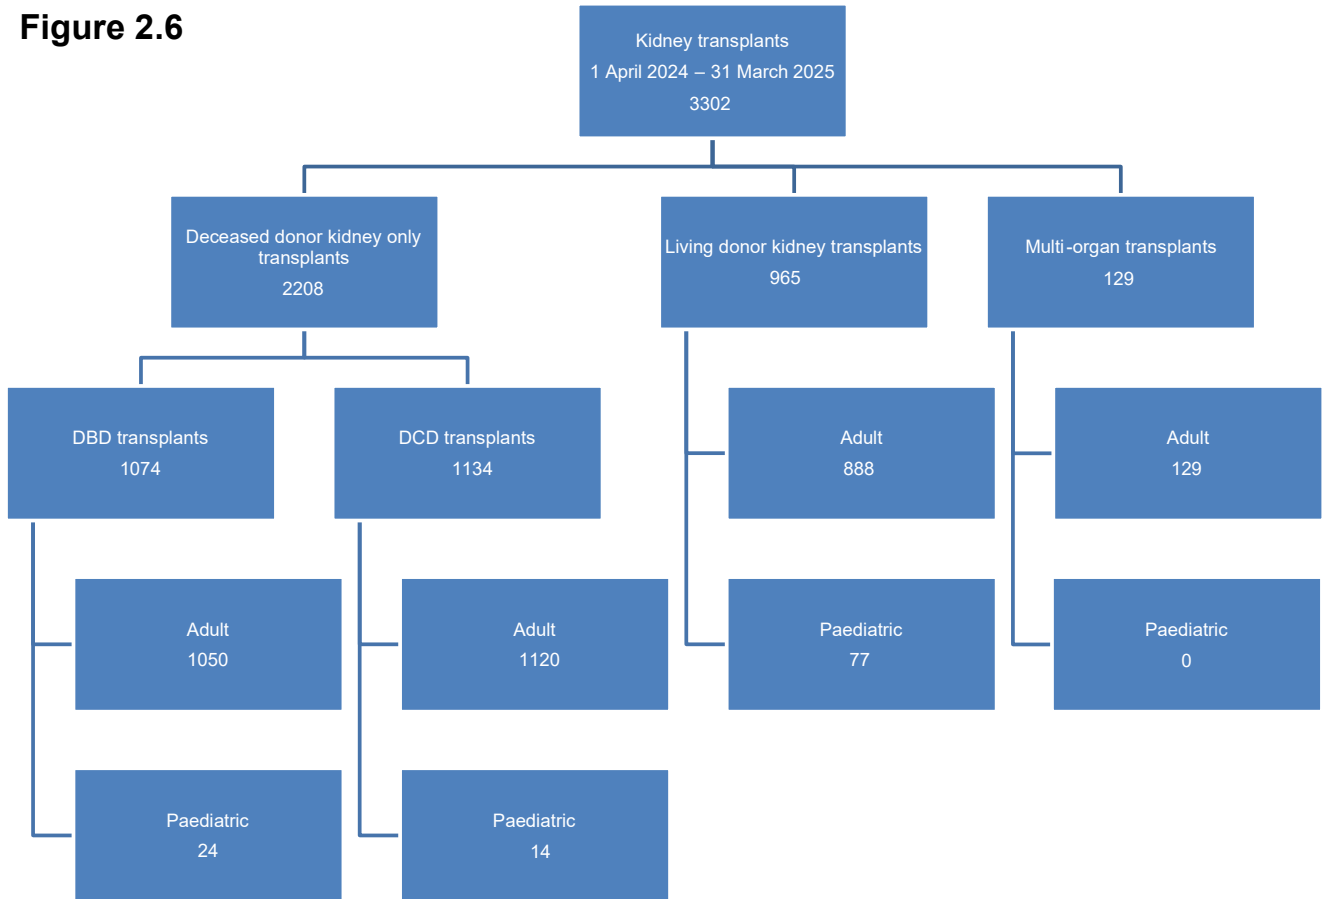 Figure 2.6
Kidney transplants
1 April 2024 – 31 March 2025
3302
Deceased donor kidney only
transplants
2208
Living donor kidney transplants
965
Multi-organ transplants
129
DBD transplants
1074
DCD transplants
1134
Adult
888
Adult
129
Adult
1050
Adult
1120
Paediatric
77
Paediatric
0
Paediatric
24
Paediatric
14